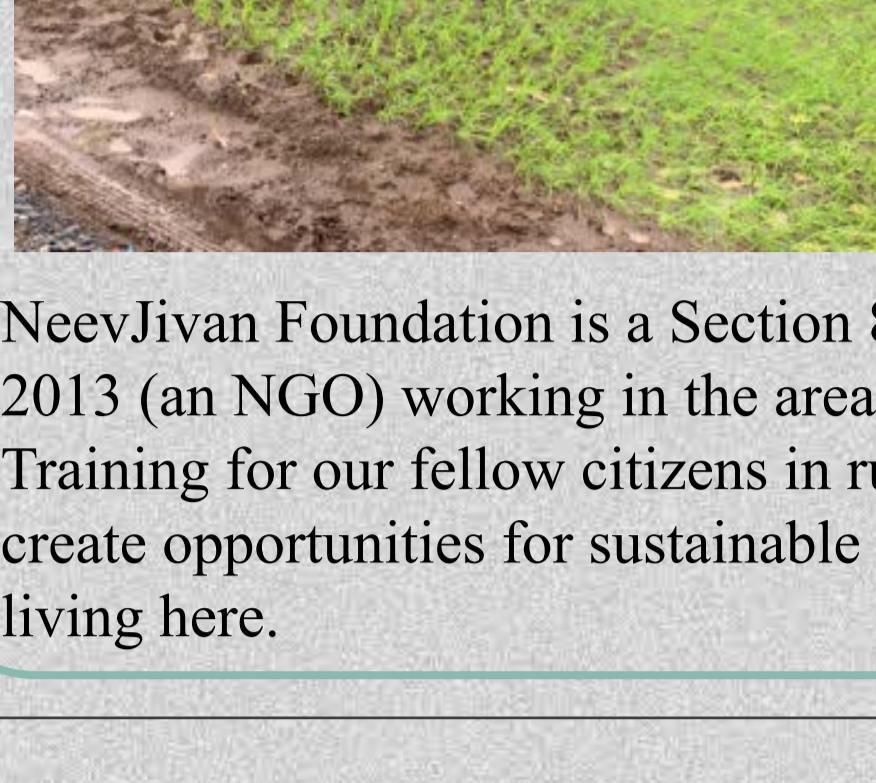 NeevJivan Foundation is a Section
2013 (an NGO) working in the area
Training for our fellow citizens in
create opportunities for sustainable
living here.